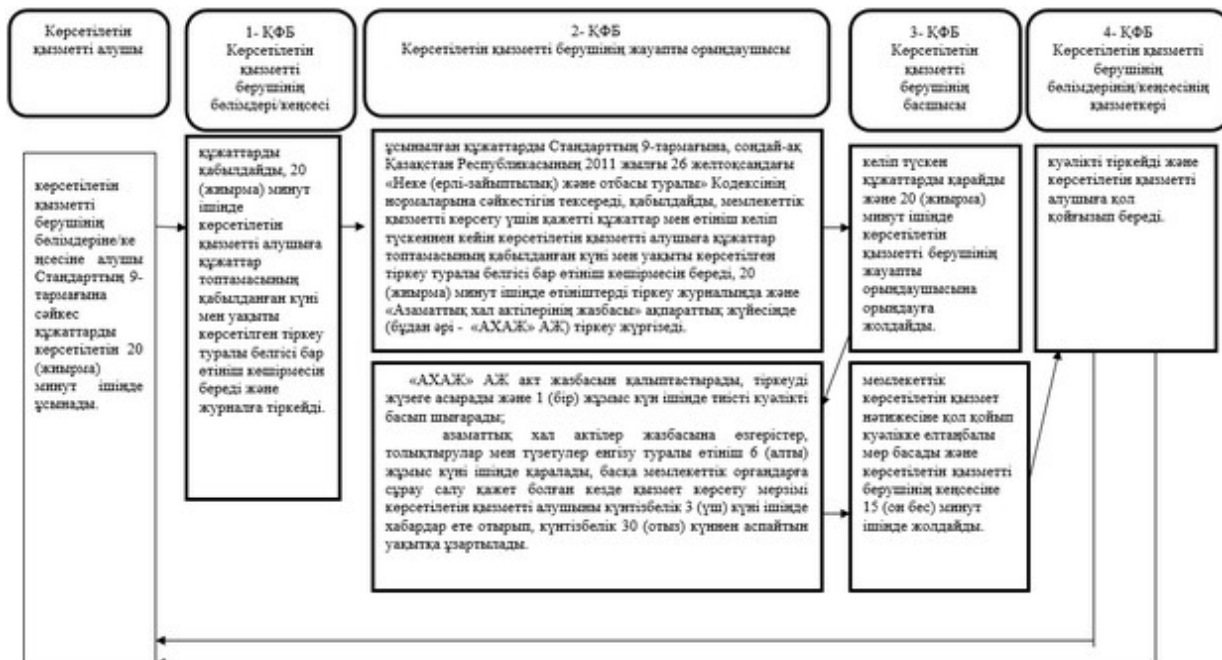 Көрсетілетін
қызметті алушы
1- ҚФБ
Көрсетілетін
қызметті
берушінің
бөлімдері/кеңсесі
2- ҚФБ
Көрсетілетін қызметті берушінің жауапты орындаушысы
3- ҚФБ
Көрсетілетін
қызметті
берушінің
басшысы
4- ҚФБ
Көрсетілетін қызметті
берушінің
бөлімдерінің/кеңсесінің
қызметкері
көрсетілетін
қызметті
берушінің
бөлімдеріне/ке
ңсесіне алушы
Стандарттың 9-
тармағына
сәйкес
құжаттарды
көрсетілетін 20
(жиырма)
минут ішінде
ұсынады.
құжаттарды
қабылдайды, 20
(жиырма) минут
ішінде
көрсетілетін
қызметті алушыға
құжаттар
топтамасының
қабылданған күні
мен уақыты
көрсетілген тіркеу
туралы белгісі бар
өтініш көшірмесін
береді және
журналға тіркейді.
ұсынылған құжаттарды Стандарттың 9-тармағына, сондай-ақ
Қазақстан Республикасының 2011 жылғы 26 желтоқсандағы
«Неке (ерлі-зайыптылық) және отбасы туралы» Кодексінің
нормаларына сәйкестігін тексереді, қабылдайды, мемлекеттік
қызметті көрсету үшін қажетті құжаттар мен өтініш келіп
түскеннен кейін көрсетілетін қызметті алушыға құжаттар
топтамасының қабылданған күні мен уақыты көрсетілген
тіркеу туралы белгісі бар өтініш көшірмесін береді, 20
(жиырма) минут ішінде өтініштерді тіркеу журналында және
«Азаматтық хал актілерінің жазбасы» ақпараттық жүйесінде
(бұдан әрі - «АХАЖ» АЖ) тіркеу жүргізеді.
келіп түскен
құжаттарды қарайды
және 20 (жиырма)
минут ішінде
көрсетілетін
қызметті берушінің
жауапты
орындаушысына
орындауға
жолдайды.
куәлікті тіркейді және
көрсетілетін қызметті
алушыға қол
қойғызып береді.
«АХАЖ» АЖ акт жазбасын қалыптастырады, тіркеуді
жүзеге асырады және 1 (бір) жұмыс күн ішінде тиісті куәлікті
басып шығарады;
азаматтық хал актілер жазбасына өзгерістер,
толықтырулар мен түзетулер енгізу туралы өтініш 6 (алты)
жұмыс күні ішінде қаралады, басқа мемлекеттік органдарға
сұрау салу қажет болған кезде қызмет көрсету мерзімі
көрсетілетін қызметті алушыны күнтізбелік 3 (үш) күні ішінде
хабардар ете отырып, күнтізбелік 30 (отыз) күннен аспайтын
уақытқа ұзартылады.
мемлекеттік
көрсетілетін қызмет
нәтижесіне қол қойып
куәлікке елтаңбалы
мөр басады және
көрсетілетін қызметті
берушінің кеңсесіне
15 (он бес) минут
ішінде жолдайды.